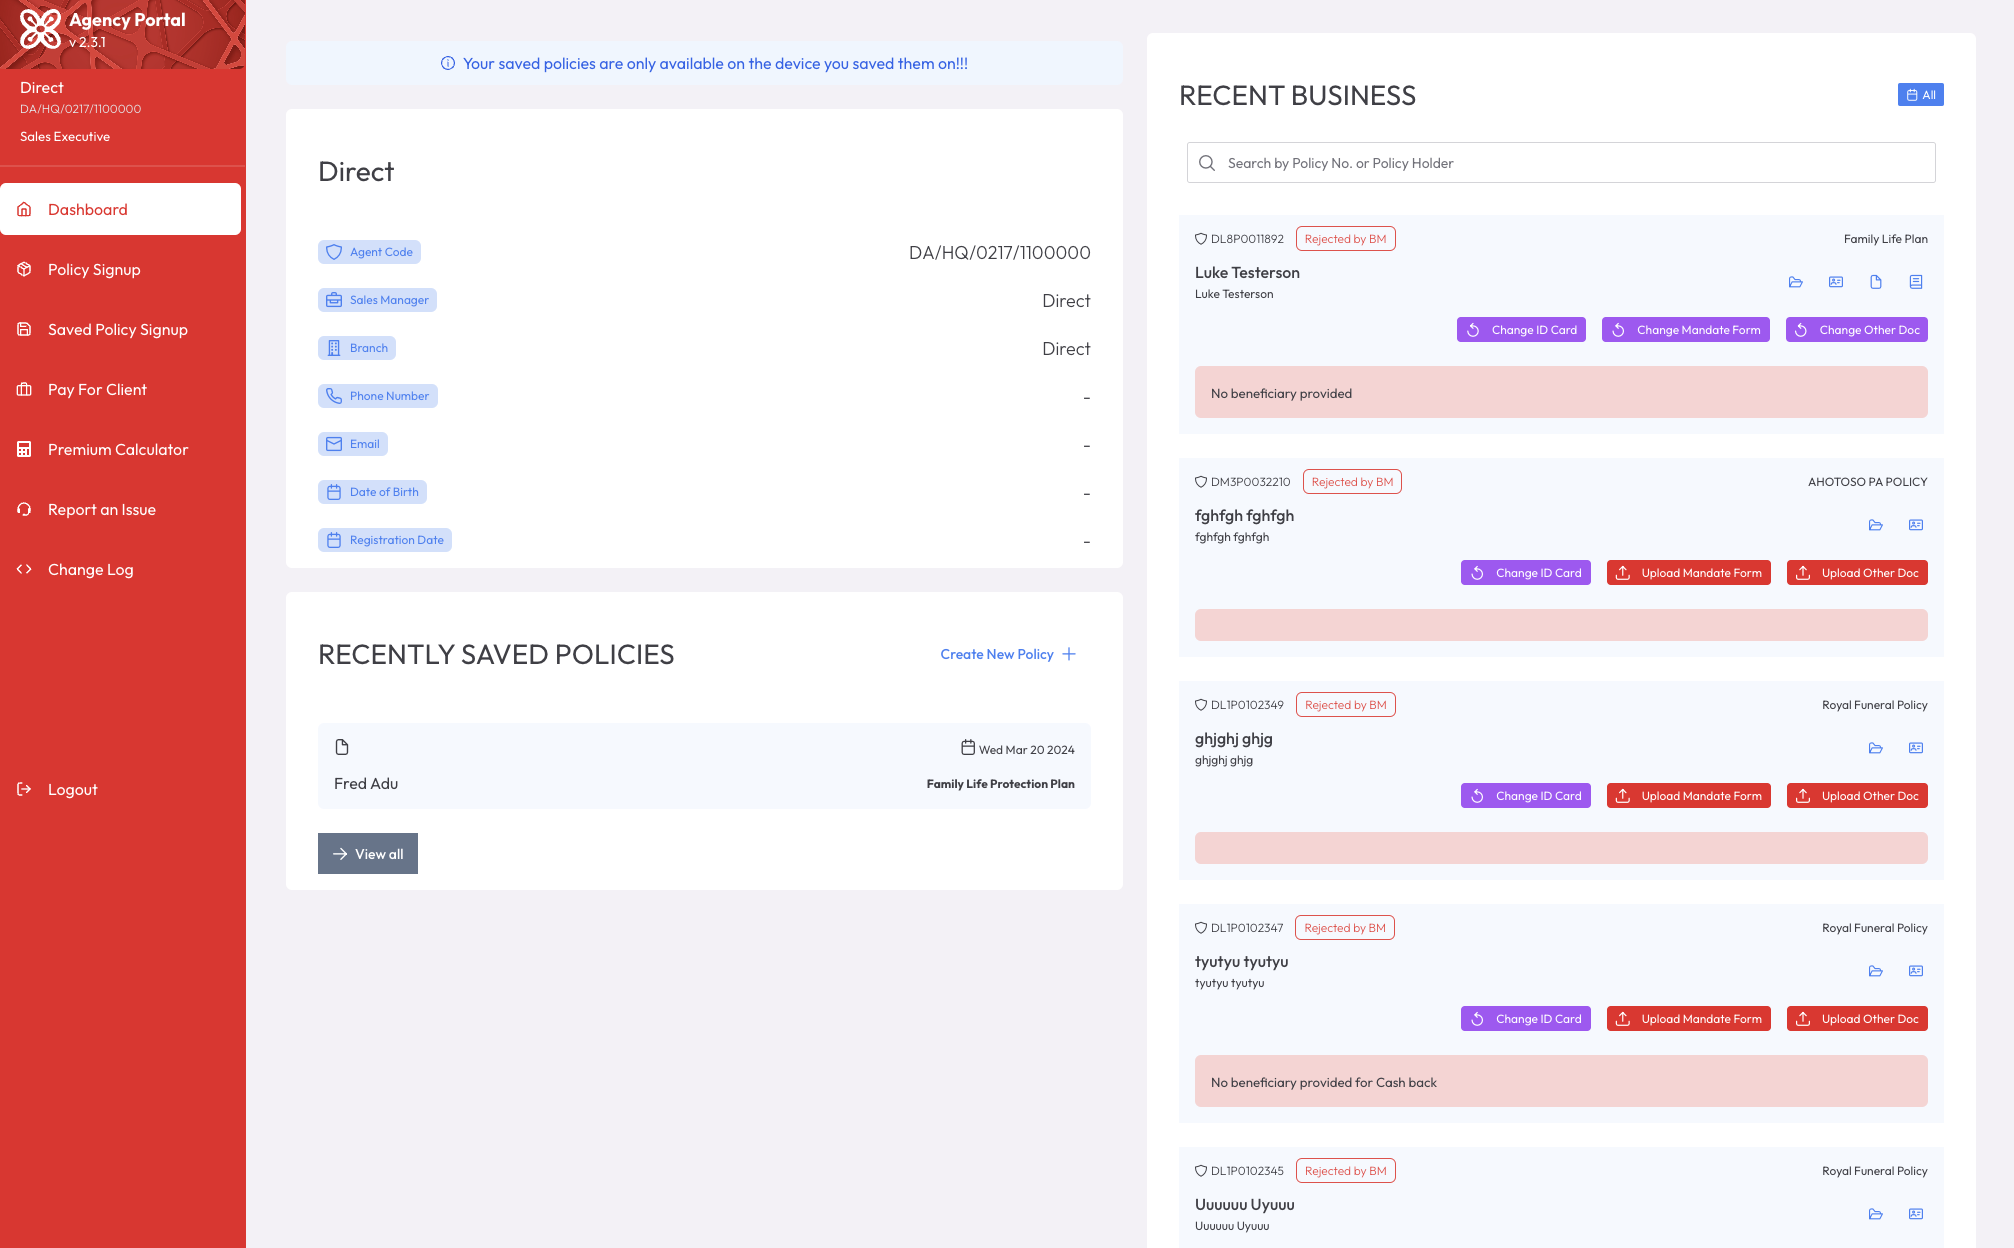 Agency Portal
v 2.3.1
Direct
DA/HQ/0217/1100000
Sales Executive
Dashboard
Policy Signup
Saved Policy Signup
Pay For Client
Premium Calculator
Report an Issue
Change Log
Logout
Your saved policies are only available on the device you saved them on!!!
Direct
Agent Code DA/HQ/0217/1100000
Sales Manager Direct
Branch Direct
Phone Number -
Email -
Date of Birth -
Registration Date -
RECENTLY SAVED POLICIES Create New Policy
Wed Mar 20 2024
Fred Adu Family Life Protection Plan
View all
RECENT BUSINESS All
Search by Policy No. or Policy Holder
DL8P0011892 Rejected by BM Family Life Plan
Luke Testerson
Luke Testerson
Change ID Card Change Mandate Form Change Other Doc
No beneficiary provided
DM3P0032210 Rejected by BM AHOTOSO PA POLICY
fghfgh fghfgh
fghfgh fghfgh
Change ID Card Upload Mandate Form Upload Other Doc
DL1P0102349 Rejected by BM Royal Funeral Policy
ghjghj ghjg
ghjghj ghjg
Change ID Card Upload Mandate Form Upload Other Doc
DL1P0102347 Rejected by BM Royal Funeral Policy
tyutyu tyutyu
tyutyu tyutyu
Change ID Card Upload Mandate Form Upload Other Doc
No beneficiary provided for Cash back
DL1P0102345 Rejected by BM Royal Funeral Policy
Uuuuuu Uyuuu
Uuuuuu Uyuuu